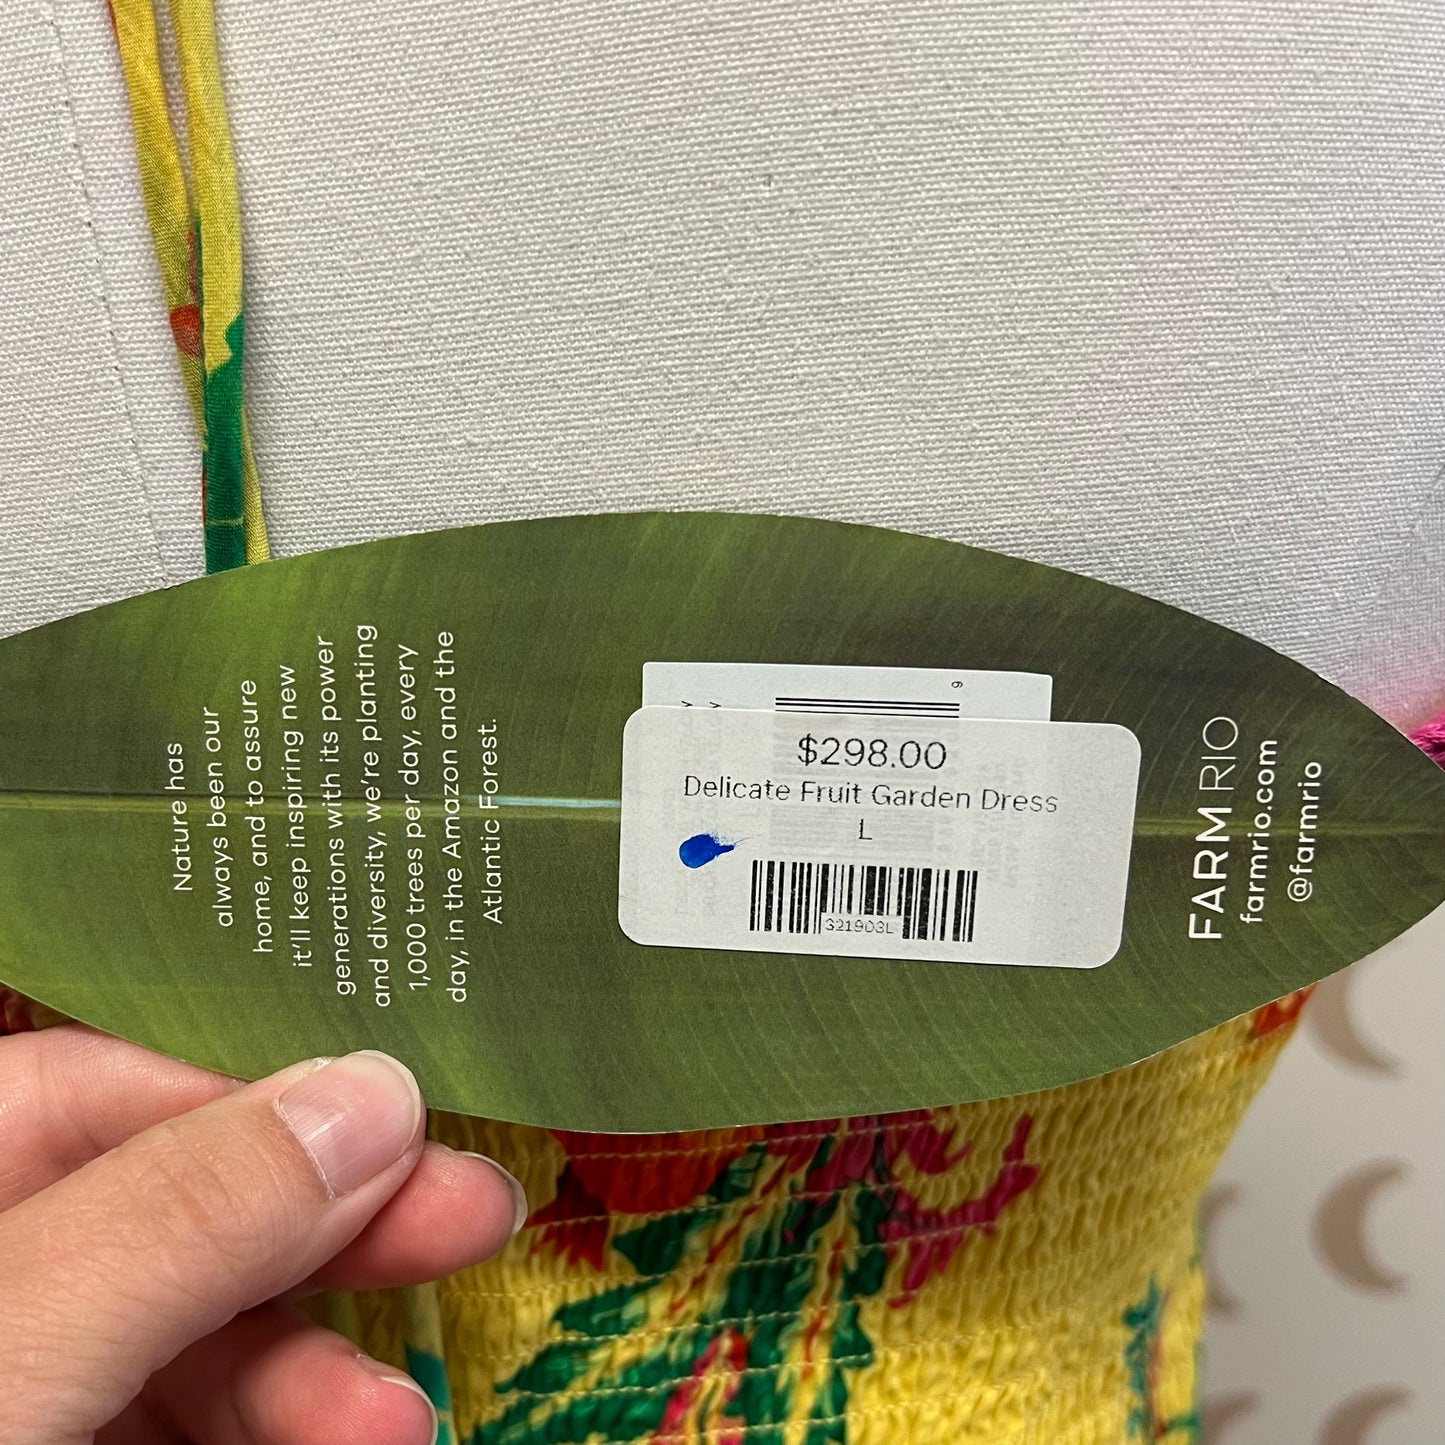 Nature has
always been our
home, and to assure
it'll keep inspiring new
generations with its power
and diversity, we're planting
1,000 trees per day, every
day, in the Amazon and the
Atlantic Forest.
9
$298.00
Delicate Fruit Garden Dress
L
321903L
FARM RIO
farmrio.com
@farmrio